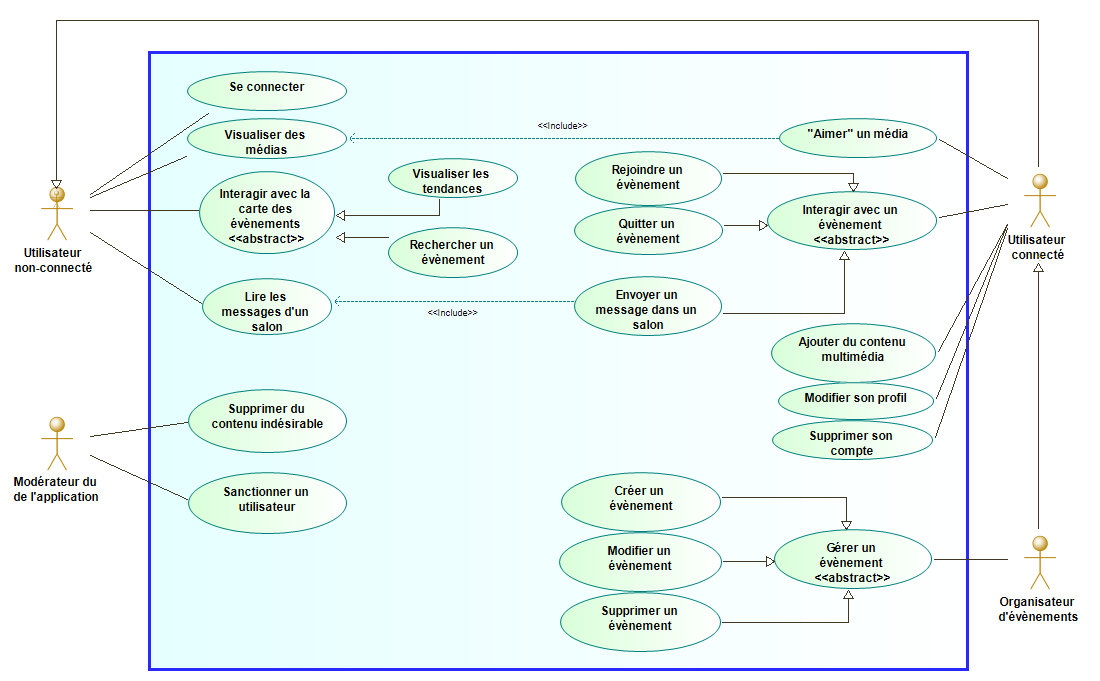 Se connecter
Visualiser des
médias
<<Include>>
"Aimer" un média
Visualiser les
tendances
Rejoindre un
évènement
Interagir avec la
carte des
évènements
<<abstract>>
Interagir avec un
évènement
<<abstract>>
Quitter un
évènement
Rechercher un
évènement
Utilisateur
non-connecté
Utilisateur
connecté
Lire les
messages d'un
salon
<<Include>>
Envoyer un
message dans un
salon
Ajouter du contenu
multimédia
Modifier son profil
Supprimer son
compte
Supprimer du
contenu indésirable
Modérateur du
de l'application
Sanctionner un
utilisateur
Créer un
évènement
Modifier un
évènement
Gérer un
évènement
<<abstract>>
Supprimer un
évènement
Organisateur
d'évènements